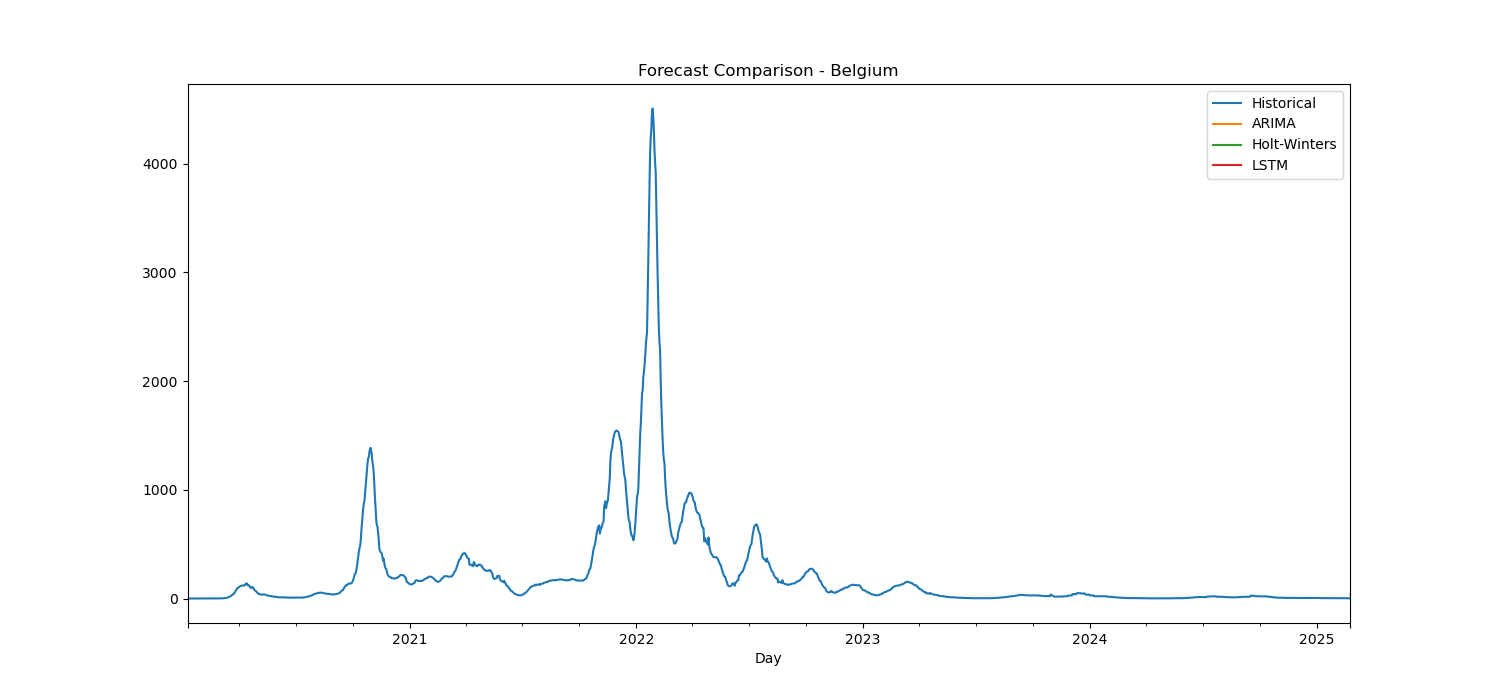 Forecast Comparison - Belgium
Historical
ARIMA
Holt-Winters
LSTM
4000
3000
2000
1000
0
2021 2022 2023 2024 2025
Day